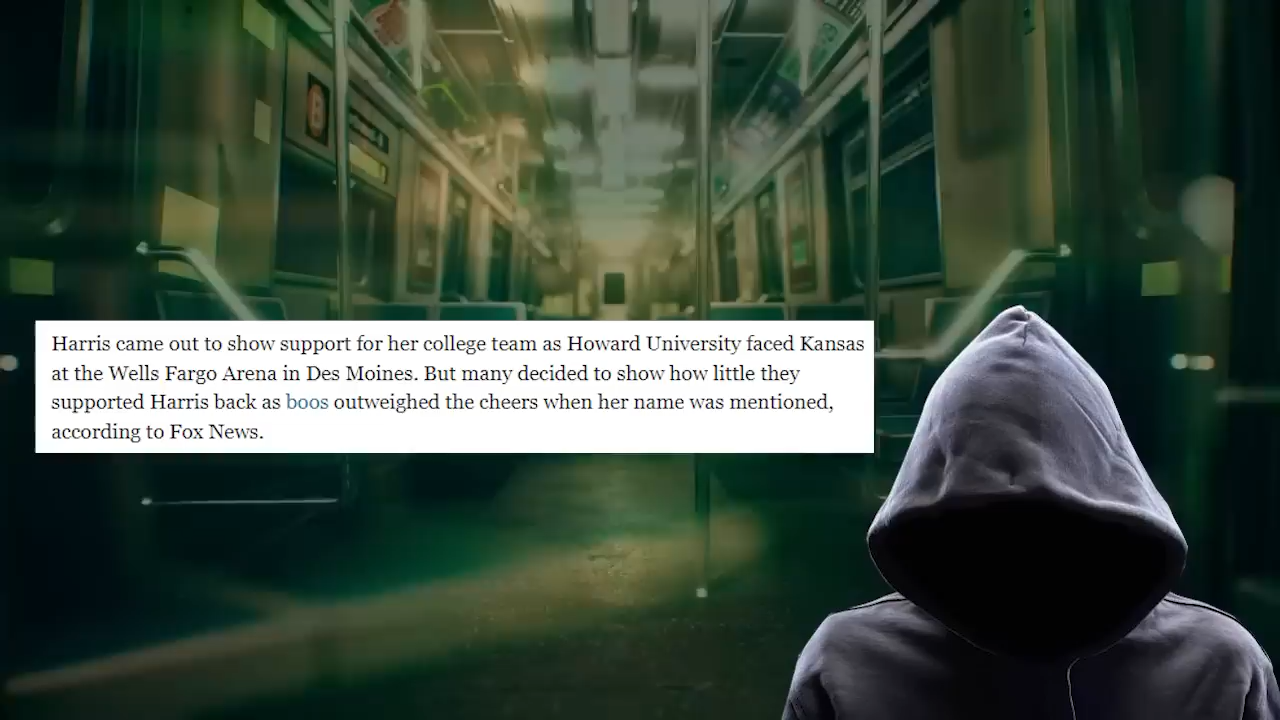 Harris came out to show support for her college team as Howard University faced Kansas
at the Wells Fargo Arena in Des Moines. But many decided to show how little they
supported Harris back as boos outweighed the cheers when her name was mentioned,
according to Fox News.